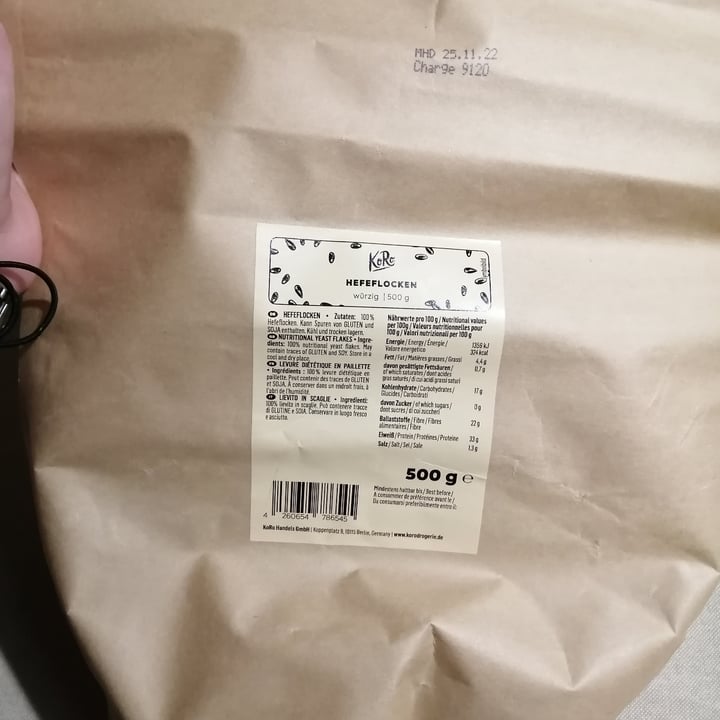 MHD 25.11.22
Charge 9120
KoRo
HEFEFLOCKEN
würzig | 500 g
HEFEFLOCKEN • Zutaten: 100%
Hefeflocken. Kann Spuren von GLUTEN und
SOJA enthalten. Kühl und trocken lagern.
NUTRITIONAL YEAST FLAKES • Ingre-
dients: 100% nutritional yeast flakes. May
contain traces of GLUTEN and SOY. Store in a
cool and dry place.
LEVURE DIÉTÉTIQUE EN PAILLETTE
• Ingrédients : 100% levure diététique en
paillette. Peut contenir des traces de GLUTEN
et SOJA. À conserver dans un endroit frais, à
l'abri de l'humidité.
LIEVITO IN SCAGLIE • Ingredienti:
100% lievito in scaglie. Può contenere tracce
di GLUTINE e SOIA. Conservare in luogo fresco
e asciutto.
Nährwerte pro 100 g / Nutritional values
per 100g / Valeurs nutritionnelles pour
100 g / Valori nutrizionali per 100 g
Energie / Energy / Énergie /
Valore energetico
1358 kJ
324 kcal
Fett / Fat / Matières grasses / Grassi
4,4 g
davon gesättigte Fettsäuren /
of which saturates / dont acides
gras saturés / di cui acidi grassi saturi
0,7 g
Kohlenhydrate / Carbohydrates /
Glucides / Carboidrati
17 g
davon Zucker / of which sugars /
dont sucres / di cui zuccheri
0 g
Ballaststoffe / Fibre / Fibres
alimentaires / Fibre
22 g
Eiweiß / Protein / Protéines / Proteine 33 g
Salz / Salt / Sel / Sale 1,3 g
500 g e
Mindestens haltbar bis / Best before /
A consommer de préférence avant le /
Da consumarsi preferibilmente entro il:
4 260654 786545
KoRo Handels GmbH | Koppenplatz 9, 10115 Berlin, Germany | www.korodrogerie.de